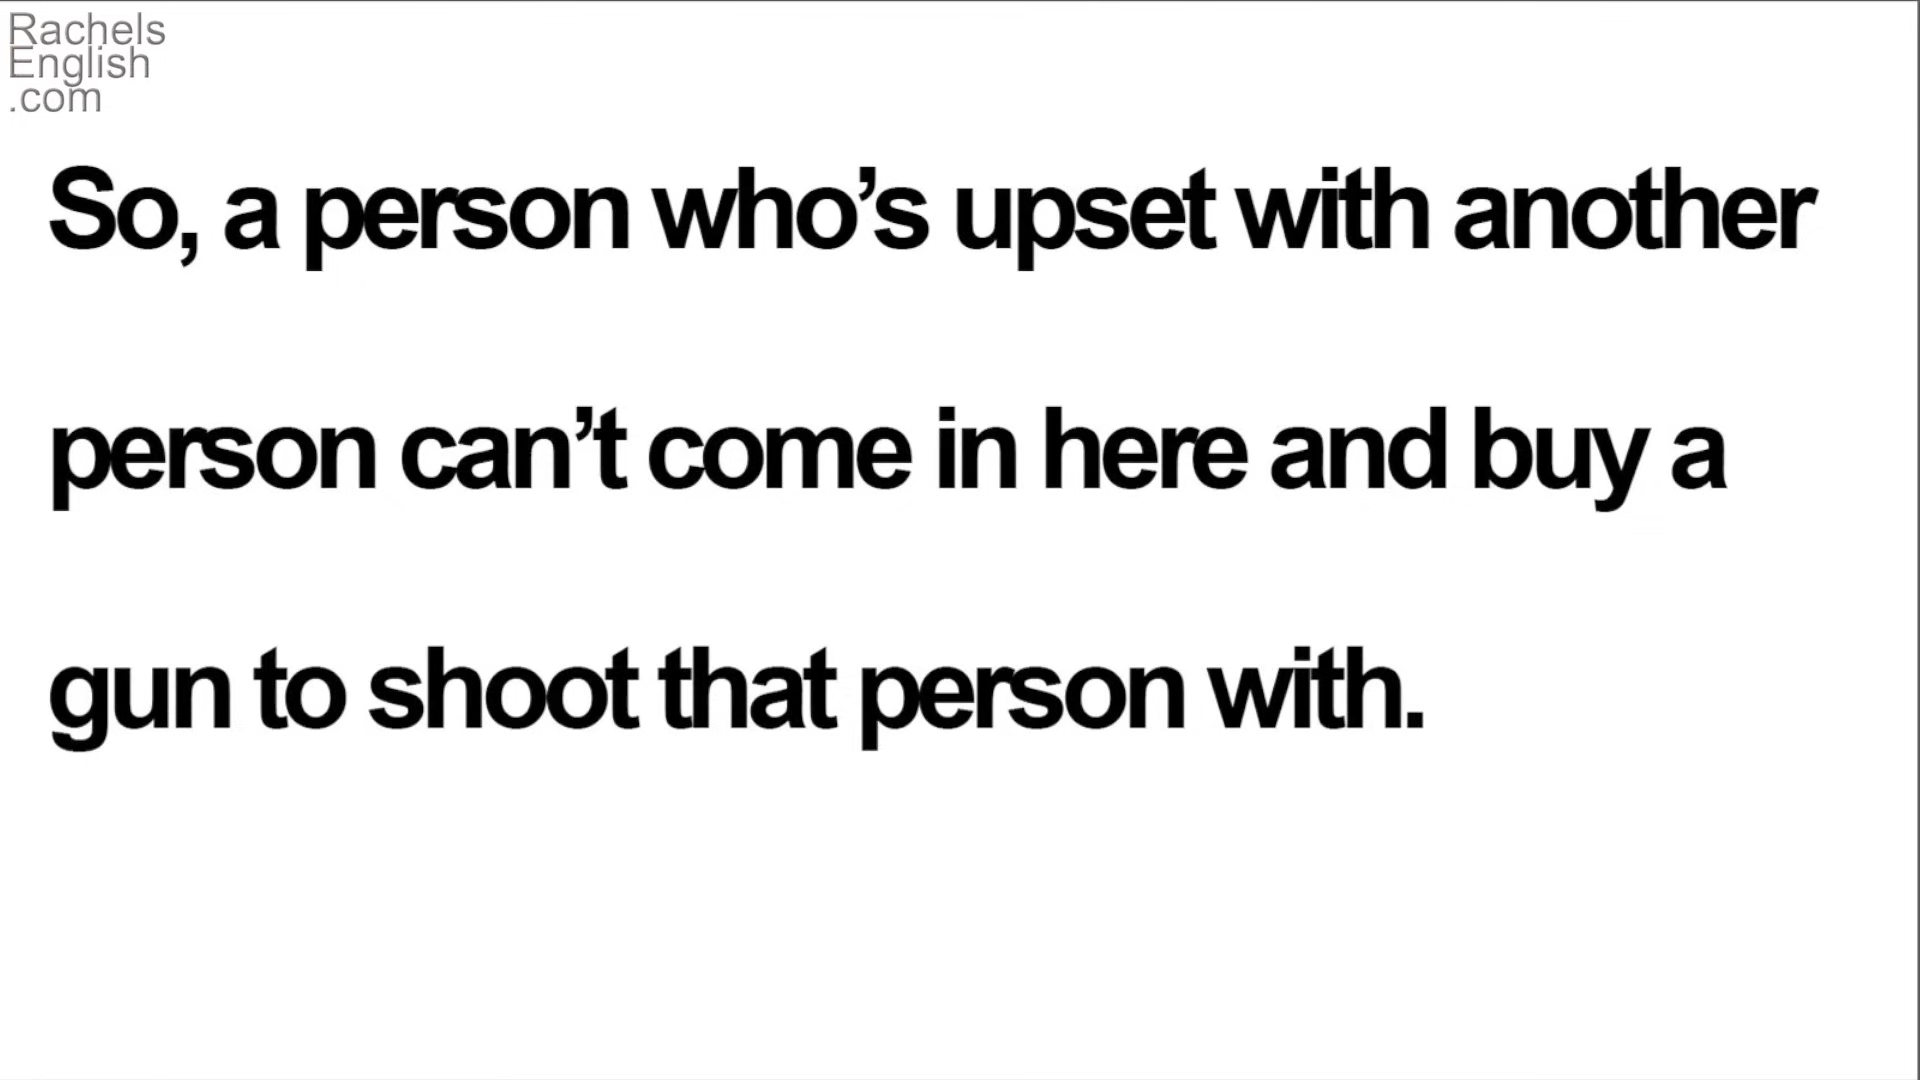 Rachels
English
.com
So, a person who’s upset with another
person can’t come in here and buy a
gun to shoot that person with.